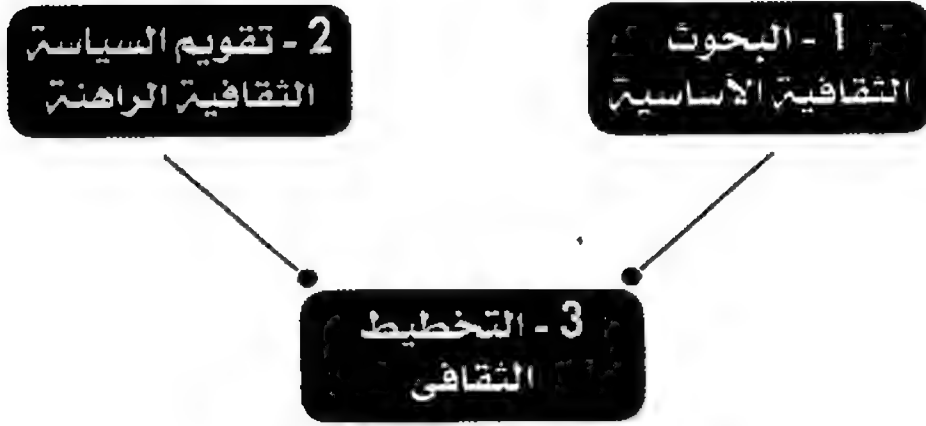 1 - البحوث
الثقافية الأساسية
2 - تقويم السياسة
الثقافية الراهنة
3 - التخطيط
الثقافى